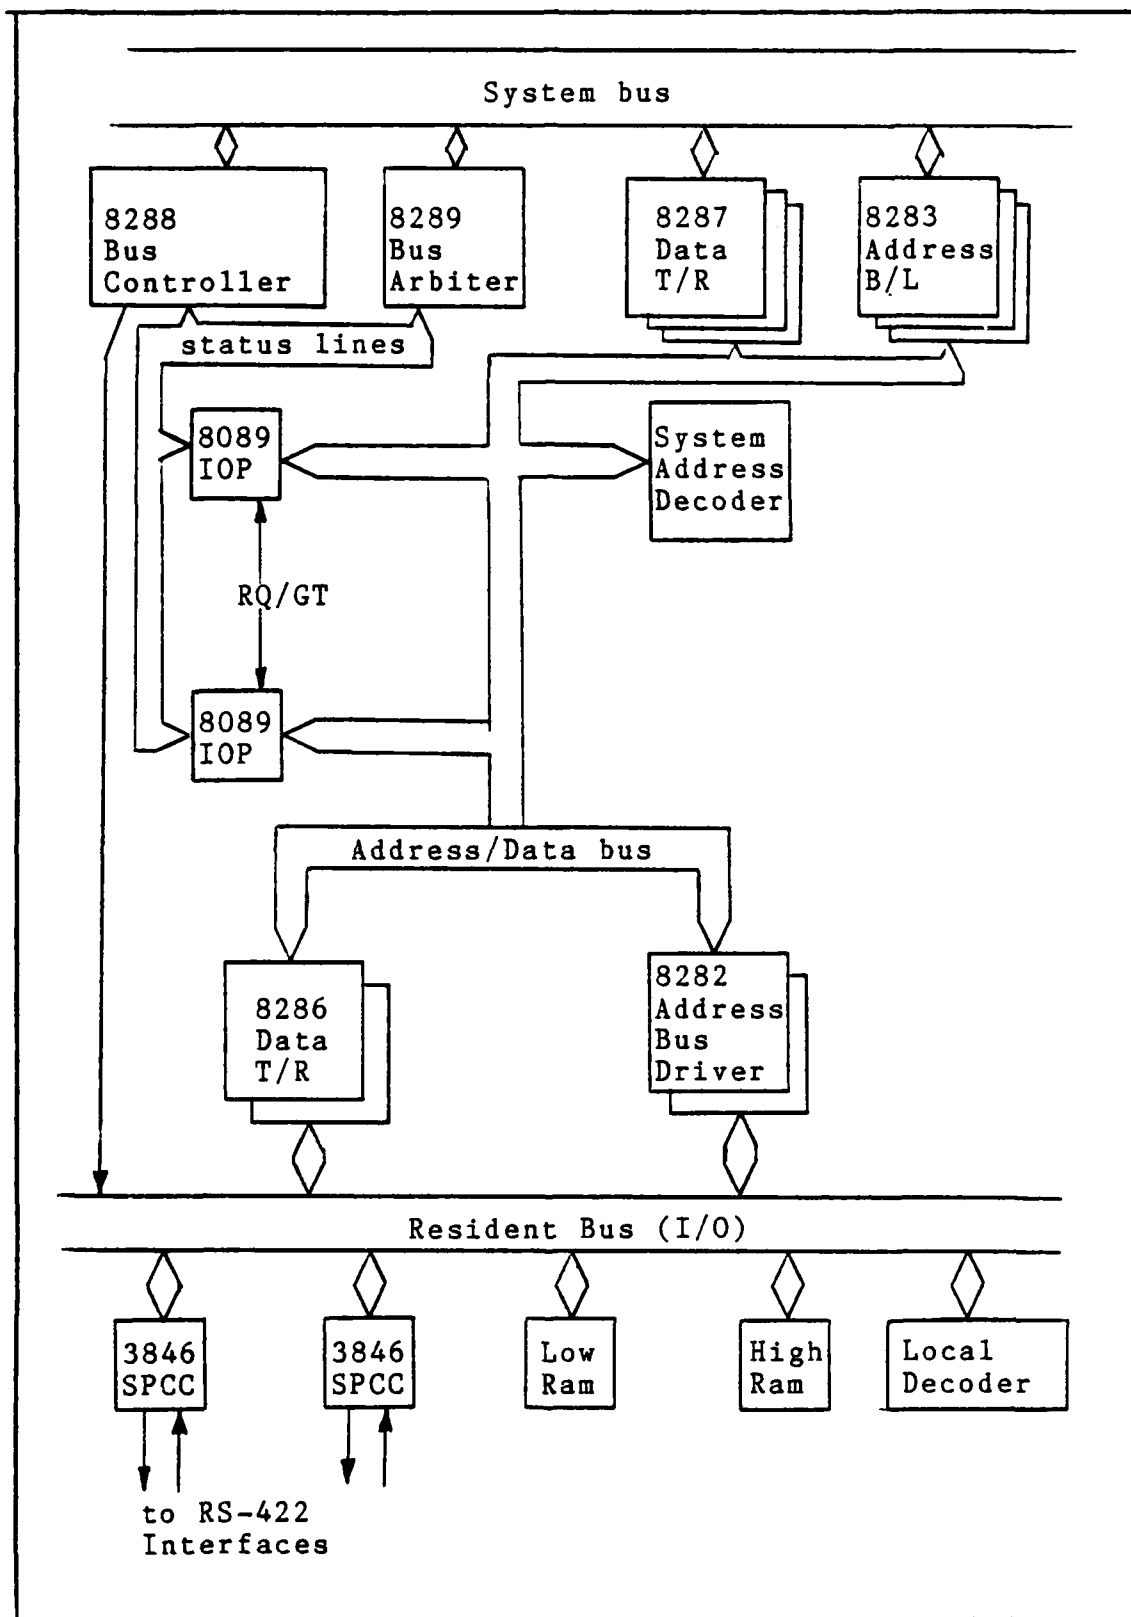 System bus
8288
Bus
Controller
8289
Bus
Arbiter
8287
Data
T/R
8283
Address
B/L
status lines
8089
IOP
System
Address
Decoder
RQ/GT
8089
IOP
Address/Data bus
8286
Data
T/R
8282
Address
Bus
Driver
Resident Bus (I/O)
3846
SPCC
3846
SPCC
Low
Ram
High
Ram
Local
Decoder
to RS-422
Interfaces